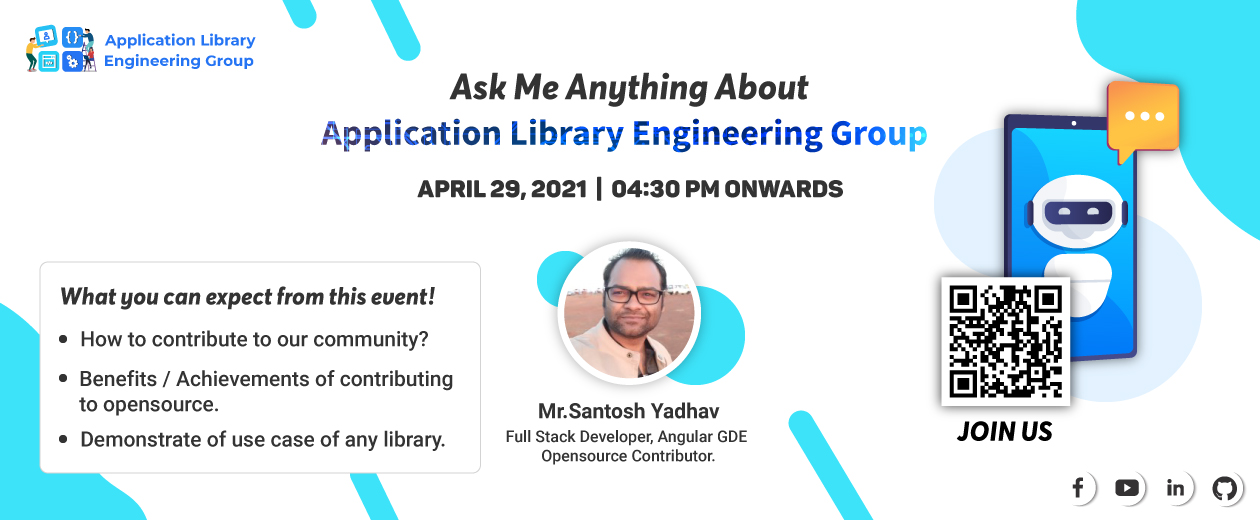 Application Library
Engineering Group
Ask Me Anything About
Application Library Engineering Group
APRIL 29, 2021 | 04:30 PM ONWARDS
What you can expect from this event!
• How to contribute to our community?
• Benefits / Achievements of contributing
to opensource.
• Demonstrate of use case of any library.
Mr.Santosh Yadhav
Full Stack Developer, Angular GDE
Opensource Contributor.
JOIN US